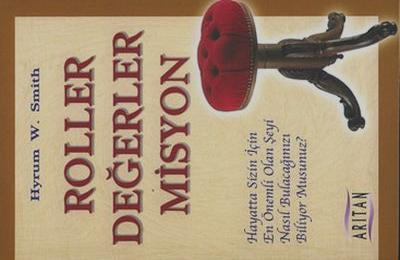 Hyrum W. Smith
ROLLER
DEĞERLER
MİSYON
Hayatta Sizin İçin
En Önemli Olan Şeyi
Nasıl Bulacağınızı
Biliyor Musunuz?
ARITAN